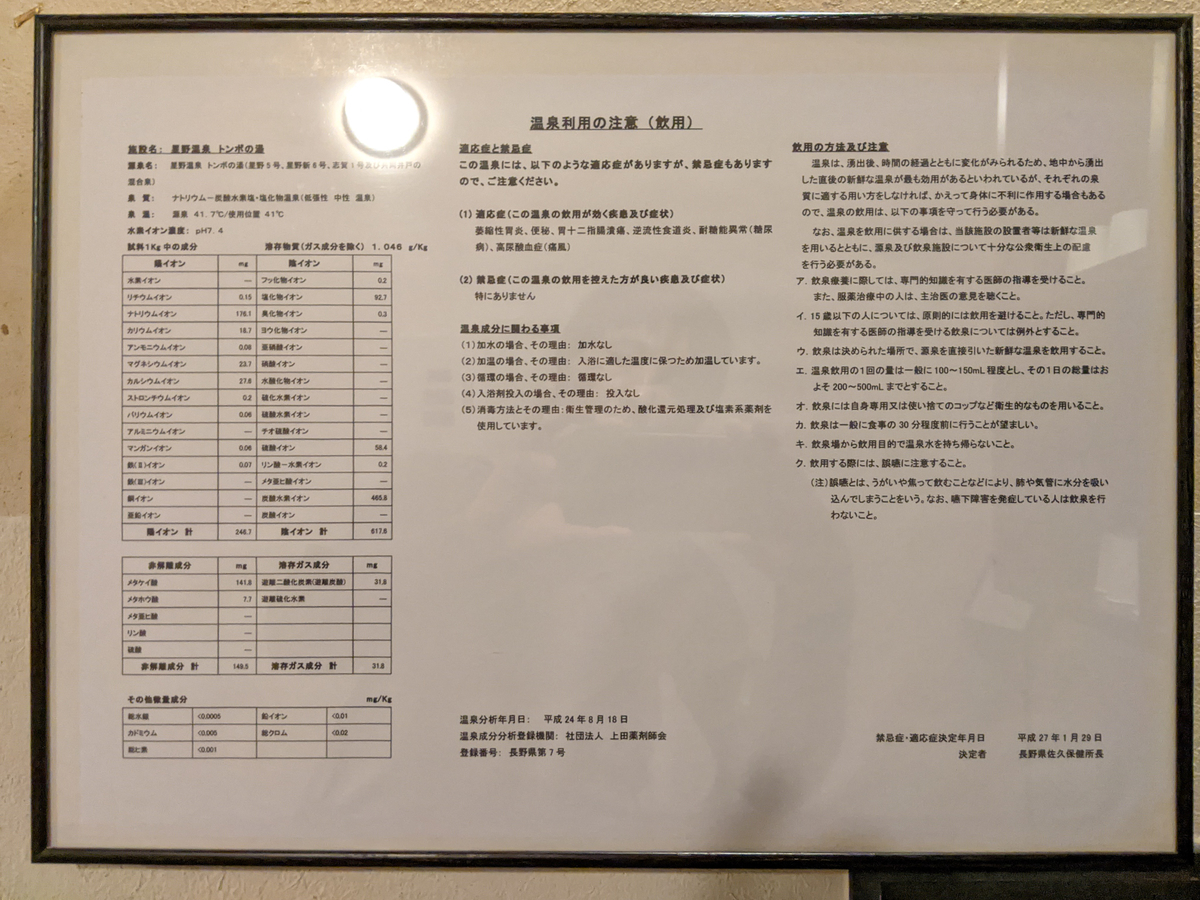 温泉利用の注意（飲用）
施設名： 星野温泉 トンボの湯
源泉名： 星野温泉 トンボの湯（星野5号、星野新6号、志賀1号及び
混合泉）
泉 質： ナトリウム－炭酸水素塩・塩化物温泉（低張性 中性 温泉）
泉 温： 源泉 41.7℃/使用位置 41℃
水素イオン濃度： pH7.4
試料1Kg中の成分 溶存物質（ガス成分を除く） 1.046 g/Kg
陽イオン mg 陰イオン mg
水素イオン ― フッ化物イオン 0.2
リチウムイオン 0.15 塩化物イオン 92.7
ナトリウムイオン 176.1 臭化物イオン 0.3
カリウムイオン 18.7 ヨウ化物イオン ―
アンモニウムイオン 0.08 亜硝酸イオン ―
マグネシウムイオン 23.7 硝酸イオン ―
カルシウムイオン 27.6 水酸化物イオン ―
ストロンチウムイオン 0.2 硫化水素イオン ―
バリウムイオン 0.06 硫酸水素イオン ―
アルミニウムイオン ― チオ硫酸イオン ―
マンガンイオン 0.06 硫酸イオン 58.4
鉄（Ⅱ）イオン 0.07 リン酸一水素イオン 0.2
鉄（Ⅲ）イオン ― メタ亜ヒ酸イオン ―
銅イオン ― 炭酸水素イオン 465.8
亜鉛イオン ― 炭酸イオン ―
陽イオン 計 246.7 陰イオン 計 617.6
非解離成分 mg 溶存ガス成分 mg
メタケイ酸 141.8 遊離二酸化炭素（遊離炭酸） 31.8
メタホウ酸 7.7 遊離硫化水素 ―
メタ亜ヒ酸 ―
リン酸 ―
硫酸 ―
非解離成分 計 149.5 溶存ガス成分 計 31.8
その他微量成分 mg/Kg
総水銀 <0.0005 鉛イオン <0.01
カドミウム <0.005 総クロム <0.02
総ヒ素 <0.001
適応症と禁忌症
この温泉には、以下のような適応症がありますが、禁忌症もあります
ので、ご注意ください。
（1） 適応症（この温泉の飲用が効く疾患及び症状）
萎縮性胃炎、便秘、胃十二指腸潰瘍、逆流性食道炎、耐糖能異常（糖尿
病）、高尿酸血症（痛風）
（2） 禁忌症（この温泉の飲用を控えた方が良い疾患及び症状）
特にありません
温泉成分に関わる事項
（1）加水の場合、その理由： 加水なし
（2）加温の場合、その理由： 入浴に適した温度に保つため加温しています。
（3）循環の場合、その理由： 循環なし
（4）入浴剤投入の場合、その理由： 投入なし
（5）消毒方法とその理由：衛生管理のため、酸化還元処理及び塩素系薬剤を
使用しています。
温泉分析年月日： 平成24年8月18日
温泉成分分析登録機関： 社団法人 上田薬剤師会
登録番号： 長野県第7号
飲用の方法及び注意
温泉は、湧出後、時間の経過とともに変化がみられるため、地中から湧出
した直後の新鮮な温泉が最も効用があるといわれているが、それぞれの泉
質に適する用い方をしなければ、かえって身体に不利に作用する場合もある
ので、温泉の飲用は、以下の事項を守って行う必要がある。
なお、温泉を飲用に供する場合は、当該施設の設置者等は新鮮な温泉
を用いるとともに、源泉及び飲泉施設について十分な公衆衛生上の配慮
を行う必要がある。
ア．飲泉療養に際しては、専門的知識を有する医師の指導を受けること。
また、服薬治療中の人は、主治医の意見を聴くこと。
イ．15歳以下の人については、原則的には飲用を避けること。ただし、専門的
知識を有する医師の指導を受ける飲泉については例外とすること。
ウ．飲泉は決められた場所で、源泉を直接引いた新鮮な温泉を飲用すること。
エ．温泉飲用の1回の量は一般に100～150mL程度とし、その1日の総量はお
よそ200～500mLまでとすること。
オ．飲泉には自身専用又は使い捨てのコップなど衛生的なものを用いること。
カ．飲泉は一般に食事の30分程度前に行うことが望ましい。
キ．飲泉場から飲用目的で温泉水を持ち帰らないこと。
ク．飲用する際には、誤嚥に注意すること。
（注）誤嚥とは、うがいや焦って飲むことなどにより、肺や気管に水分を吸い
込んでしまうことをいう。なお、嚥下障害を発症している人は飲泉を行
わないこと。
禁忌症・適応症決定年月日 平成27年1月29日
決定者 長野県佐久保健所長